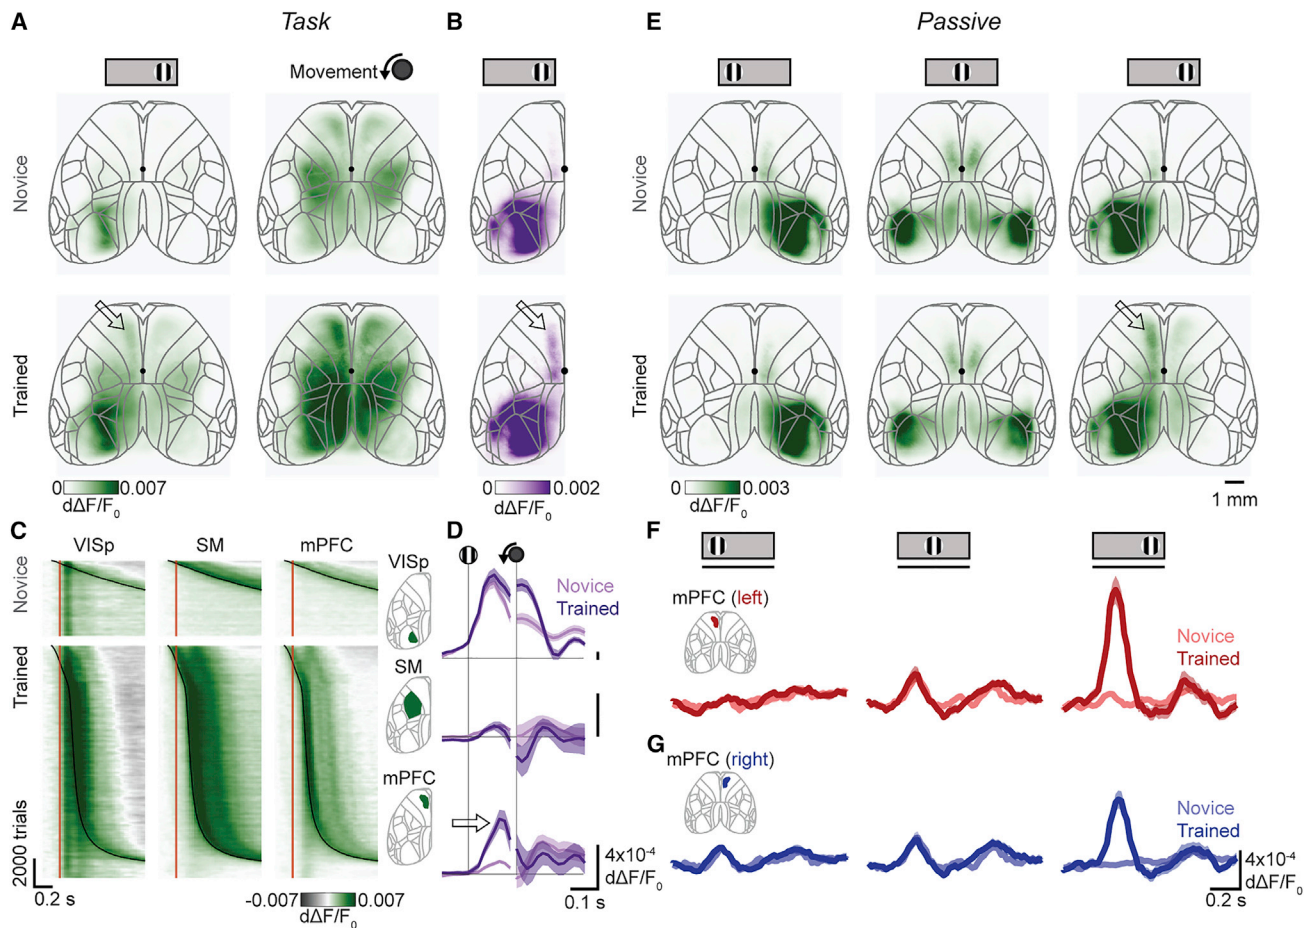 A
Task
B
E
Passive
Movement
Novice
Novice
Trained
Trained
0 0.007
dΔF/F0
0 0.002
dΔF/F0
0 0.003
dΔF/F0
1 mm
C
VISp
SM
mPFC
Novice
Trained
2000 trials
0.2 s
-0.007 0.007
dΔF/F0
D
VISp
SM
mPFC
Novice
Trained
4x10-4
dΔF/F0
0.1 s
F
mPFC (left)
Novice
Trained
G
mPFC (right)
Novice
Trained
4x10-4
dΔF/F0
0.2 s